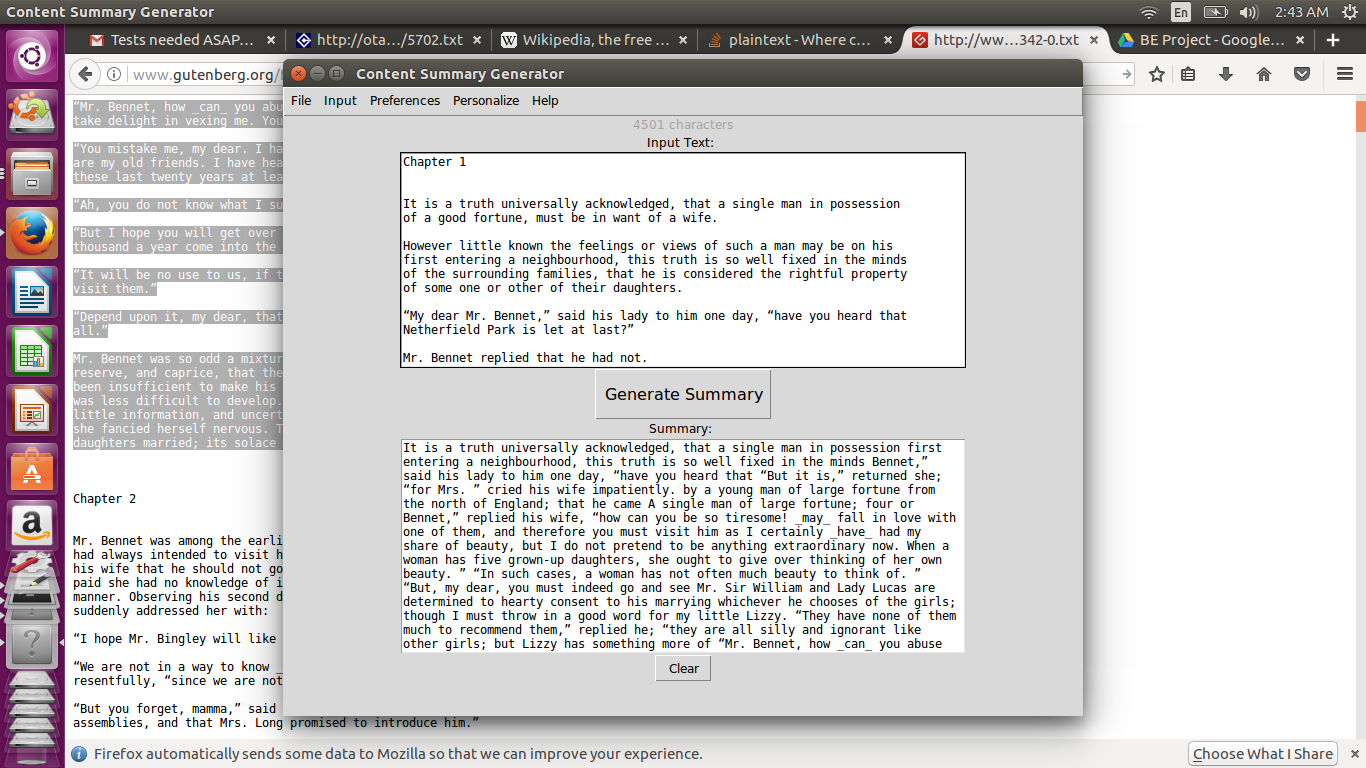 Content Summary Generator
En
2:43 AM
Tests needed ASAP...
http://ota.../5702.txt
Wikipedia, the free ...
plaintext - Where c...
http://ww...342-0.txt
BE Project - Google...
www.gutenberg.org/
Content Summary Generator
File Input Preferences Personalize Help
4501 characters
Input Text:
Chapter 1
It is a truth universally acknowledged, that a single man in possession
of a good fortune, must be in want of a wife.
However little known the feelings or views of such a man may be on his
first entering a neighbourhood, this truth is so well fixed in the minds
of the surrounding families, that he is considered the rightful property
of some one or other of their daughters.
“My dear Mr. Bennet,” said his lady to him one day, “have you heard that
Netherfield Park is let at last?”
Mr. Bennet replied that he had not.
Generate Summary
Summary:
It is a truth universally acknowledged, that a single man in possession first
entering a neighbourhood, this truth is so well fixed in the minds Bennet,”
said his lady to him one day, “have you heard that “But it is,” returned she;
“for Mrs. ” cried his wife impatiently. by a young man of large fortune from
the north of England; that he came A single man of large fortune; four or
Bennet,” replied his wife, “how can you be so tiresome! _may_ fall in love with
one of them, and therefore you must visit him as I certainly _have_ had my
share of beauty, but I do not pretend to be anything extraordinary now. When a
woman has five grown-up daughters, she ought to give over thinking of her own
beauty. ” “In such cases, a woman has not often much beauty to think of. ”
“But, my dear, you must indeed go and see Mr. Sir William and Lady Lucas are
determined to hearty consent to his marrying whichever he chooses of the girls;
though I must throw in a good word for my little Lizzy. “They have none of them
much to recommend them,” replied he; “they are all silly and ignorant like
other girls; but Lizzy has something more of “Mr. Bennet, how _can_ you abuse
Clear
“Mr. Bennet, how _can_ you abu
take delight in vexing me. You
“You mistake me, my dear. I ha
are my old friends. I have hea
these last twenty years at lea
“Ah, you do not know what I su
“But I hope you will get over
thousand a year come into the
“It will be no use to us, if t
visit them.”
“Depend upon it, my dear, that
all.”
Mr. Bennet was so odd a mixtur
reserve, and caprice, that the
been insufficient to make his
was less difficult to develop.
little information, and uncert
she fancied herself nervous. T
daughters married; its solace
Chapter 2
Mr. Bennet was among the earli
had always intended to visit h
his wife that he should not go
paid she had no knowledge of i
manner. Observing his second d
suddenly addressed her with:
“I hope Mr. Bingley will like
“We are not in a way to know _
resentfully, “since we are not
“But you forget, mamma,” said
assemblies, and that Mrs. Long promised to introduce him.”
Firefox automatically sends some data to Mozilla so that we can improve your experience.
Choose What I Share